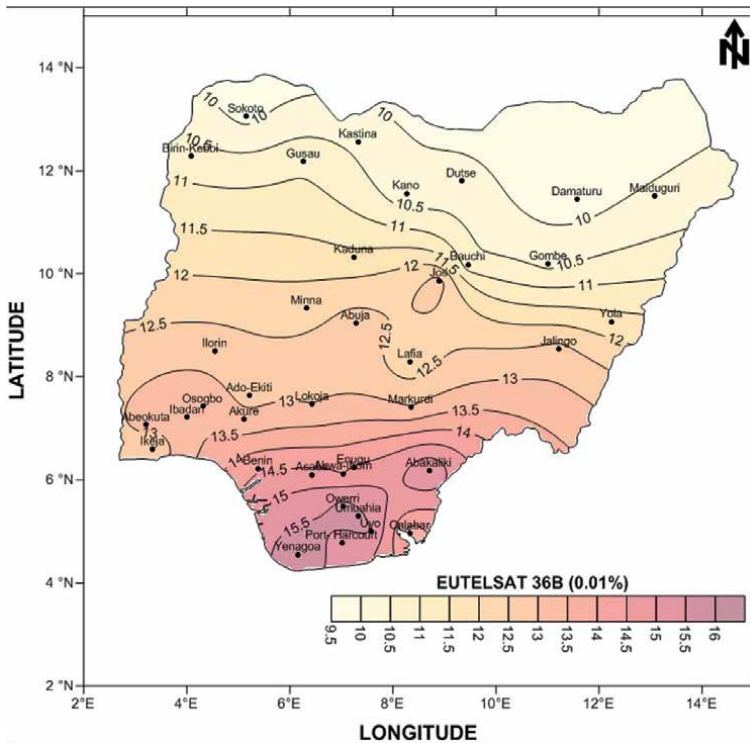 N
14 °N
12 °N
10 °N
8 °N
6 °N
4 °N
2 °N
LATITUDE
10
Sokoto
10
10
10.5
Kastina
Birin-Kebbi
Gusau
Dutse
Maiduguri
11
Kano
10.5
Damaturu
10
11.5
11
Kaduna
11.5
Bauchi
Gombe
10.5
12
12
Jos
11
Minna
Yola
12.5
Abuja
12.5
12
Ilorin
Lafia
12.5
Jalingo
Ado-Ekiti
13
Osogbo
13
Lokoja
Markurdi
Abeokuta
Ibadan
Akure
13.5
13
13.5
14
Ikeja
14
Benin
14.5
Asaba
Enugu
Abakaliki
15
Owerri
Umuahia
15.5
Uyo
Calabar
Port- Harcourt
Yenagoa
EUTELSAT 36B (0.01%)
9.5 10 10.5 11 11.5 12 12.5 13 13.5 14 14.5 15 15.5 16
2°E 4°E 6°E 8°E 10°E 12°E 14°E
LONGITUDE